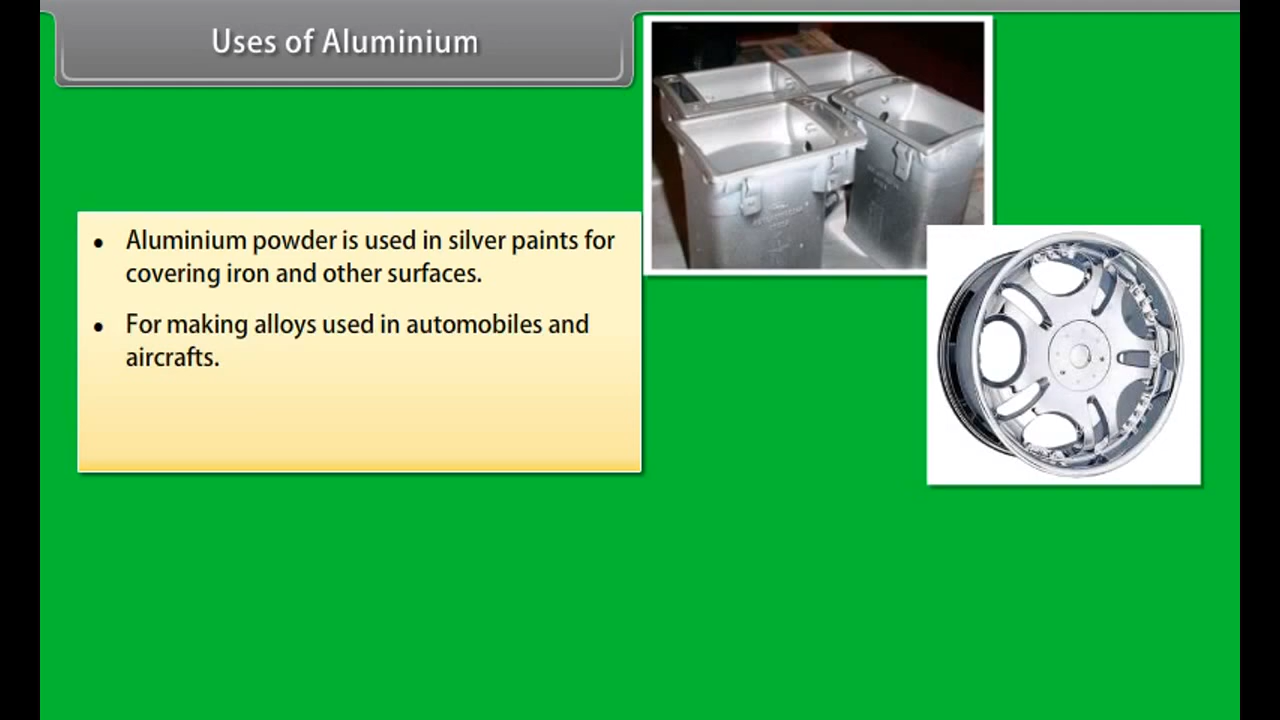 Uses of Aluminium
• Aluminium powder is used in silver paints for
covering iron and other surfaces.
• For making alloys used in automobiles and
aircrafts.